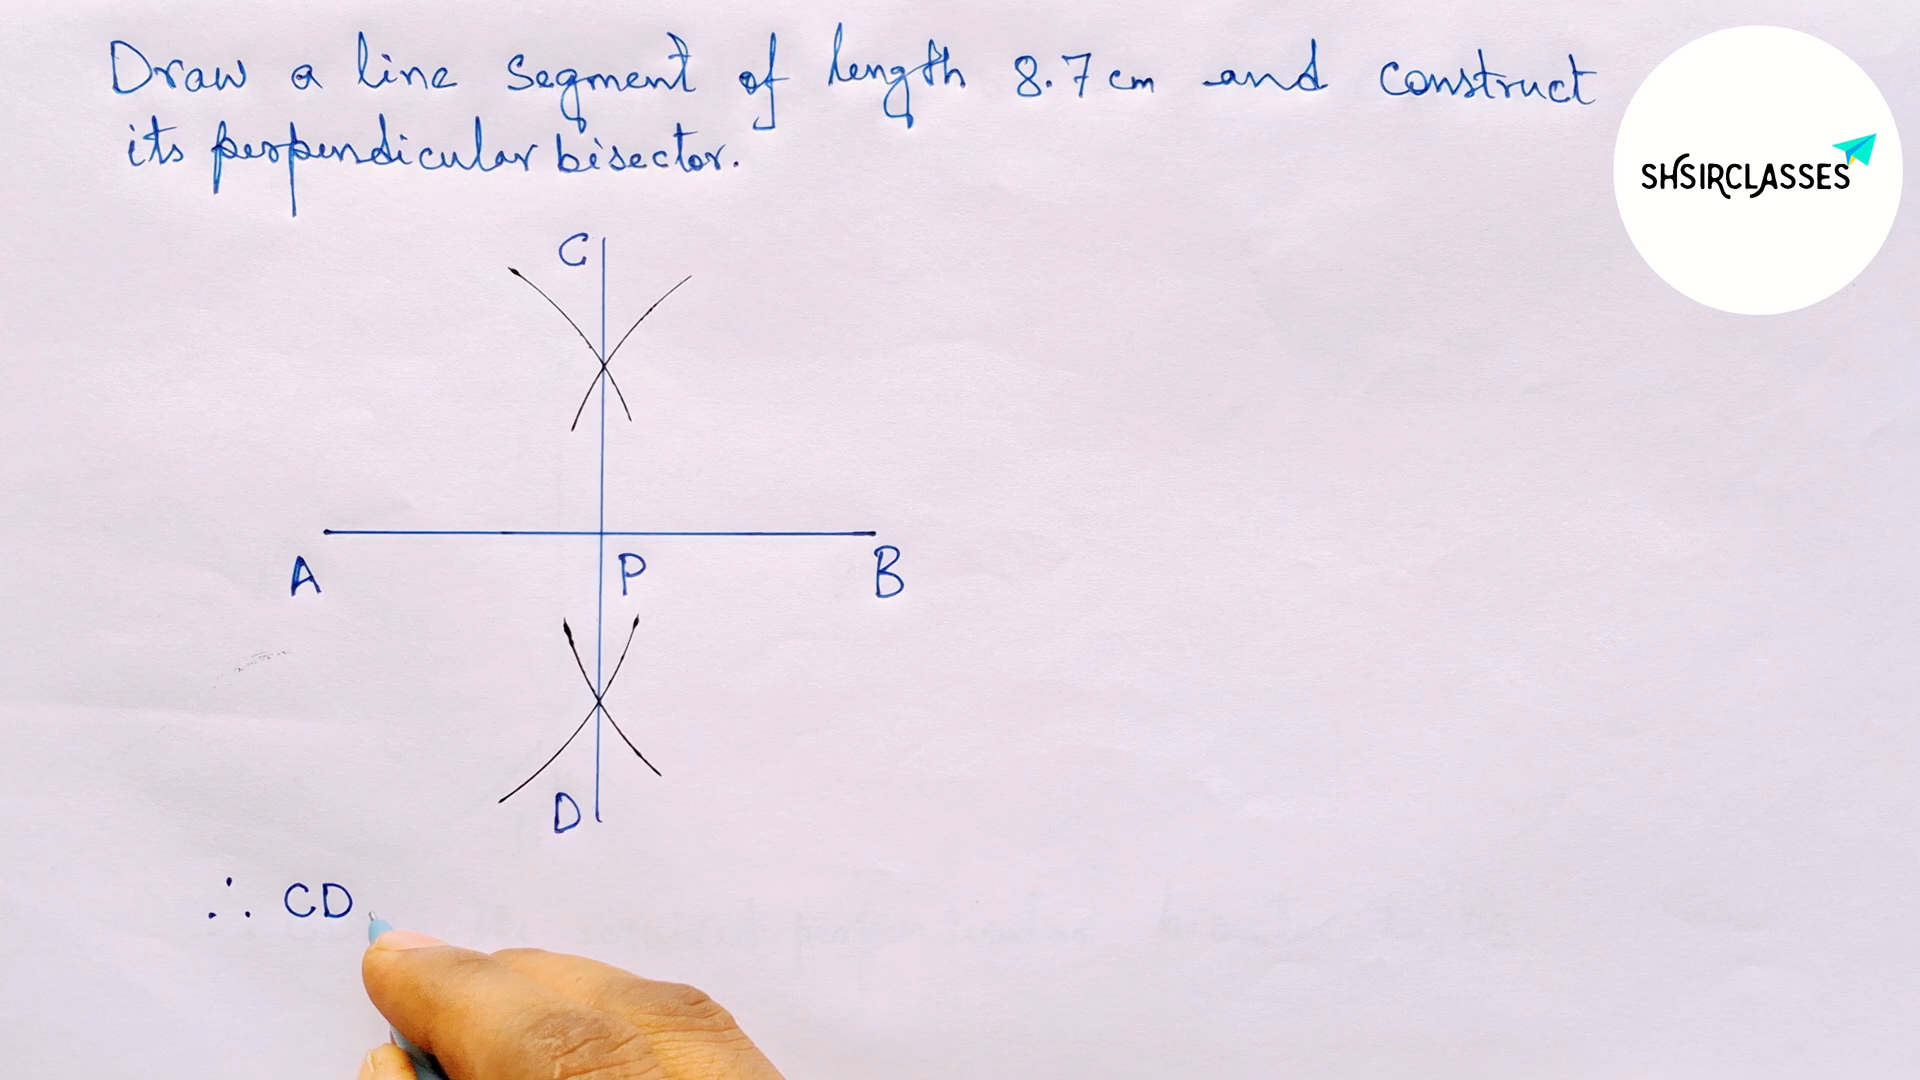 Draw a line segment of length 8.7 cm and construct
its perpendicular bisector.
SHSIRCLASSES
C
A P B
D
∴ CD